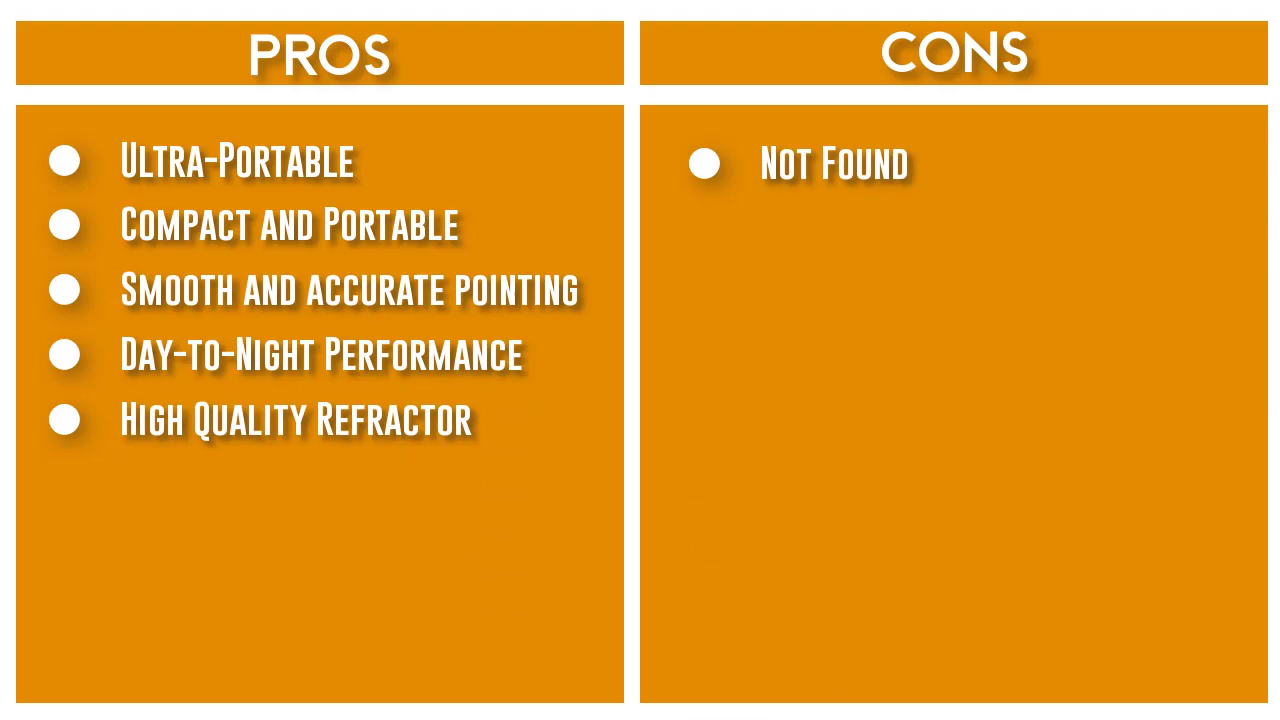 PROS
Ultra-Portable
Compact and Portable
Smooth and accurate pointing
Day-to-Night Performance
High Quality Refractor
CONS
Not Found